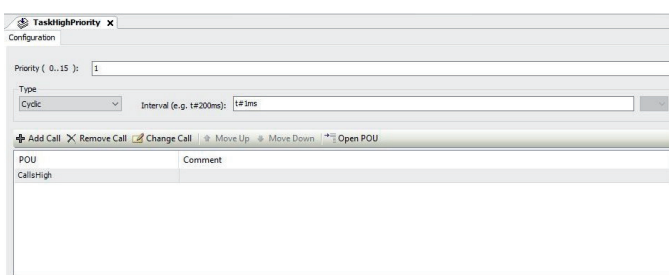 TaskHighPriority X
Configuration
Priority ( 0..15 ): 1
Type
Cyclic Interval (e.g. t#200ms): t#1ms
Add Call Remove Call Change Call Move Up Move Down Open POU
POU Comment
CallsHigh